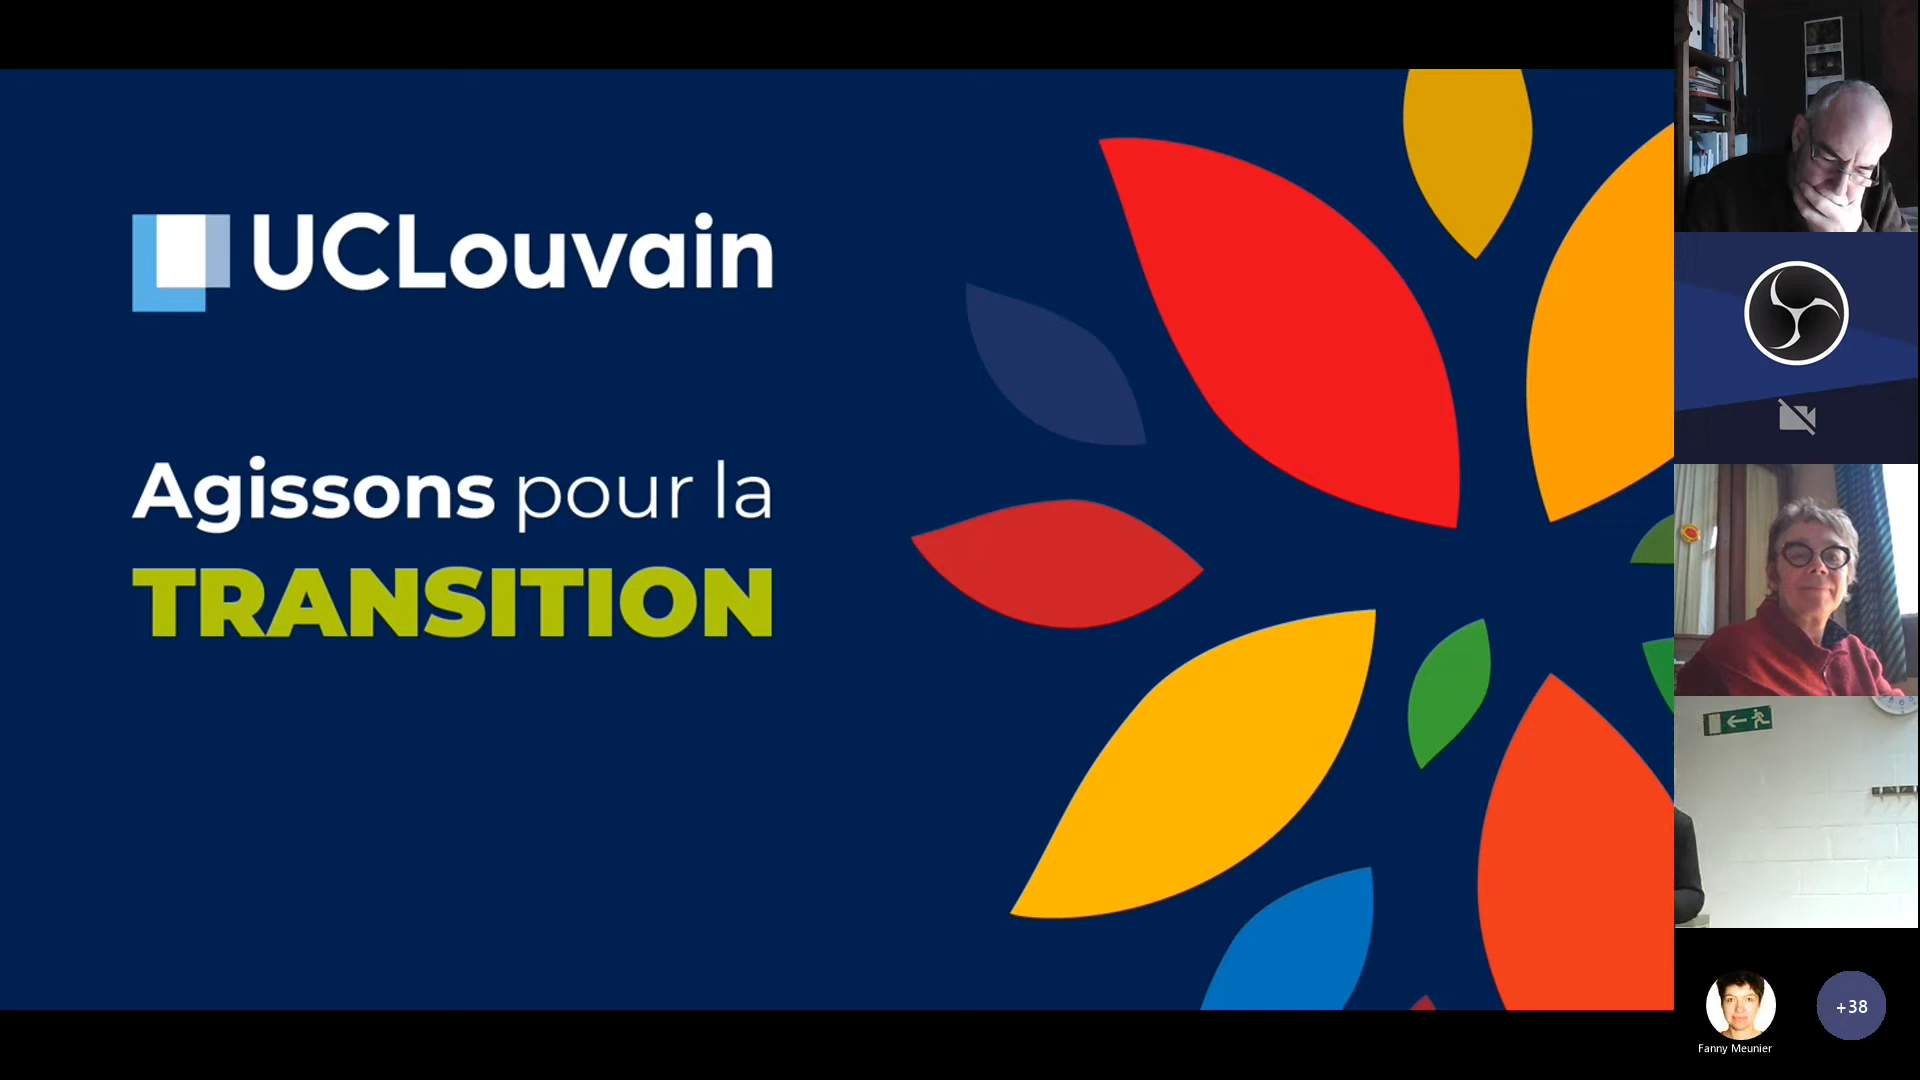 UCLouvain
Agissons pour la
TRANSITION
Fanny Meunier
+38